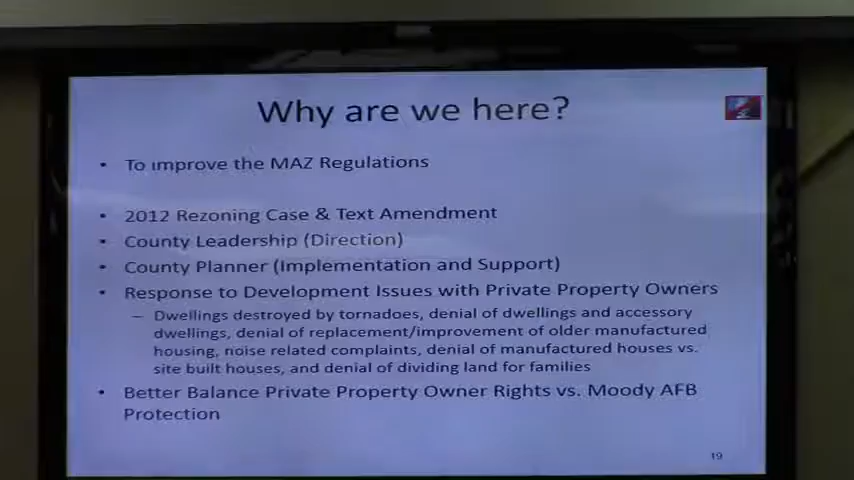 Why are we here?
• To improve the MAZ Regulations
• 2012 Rezoning Case & Text Amendment
• County Leadership (Direction)
• County Planner (Implementation and Support)
• Response to Development Issues with Private Property Owners
– Dwellings destroyed by tornadoes, denial of dwellings and accessory
dwellings, denial of replacement/improvement of older manufactured
housing, noise related complaints, denial of manufactured houses vs.
site built houses, and denial of dividing land for families
• Better Balance Private Property Owner Rights vs. Moody AFB
Protection
19